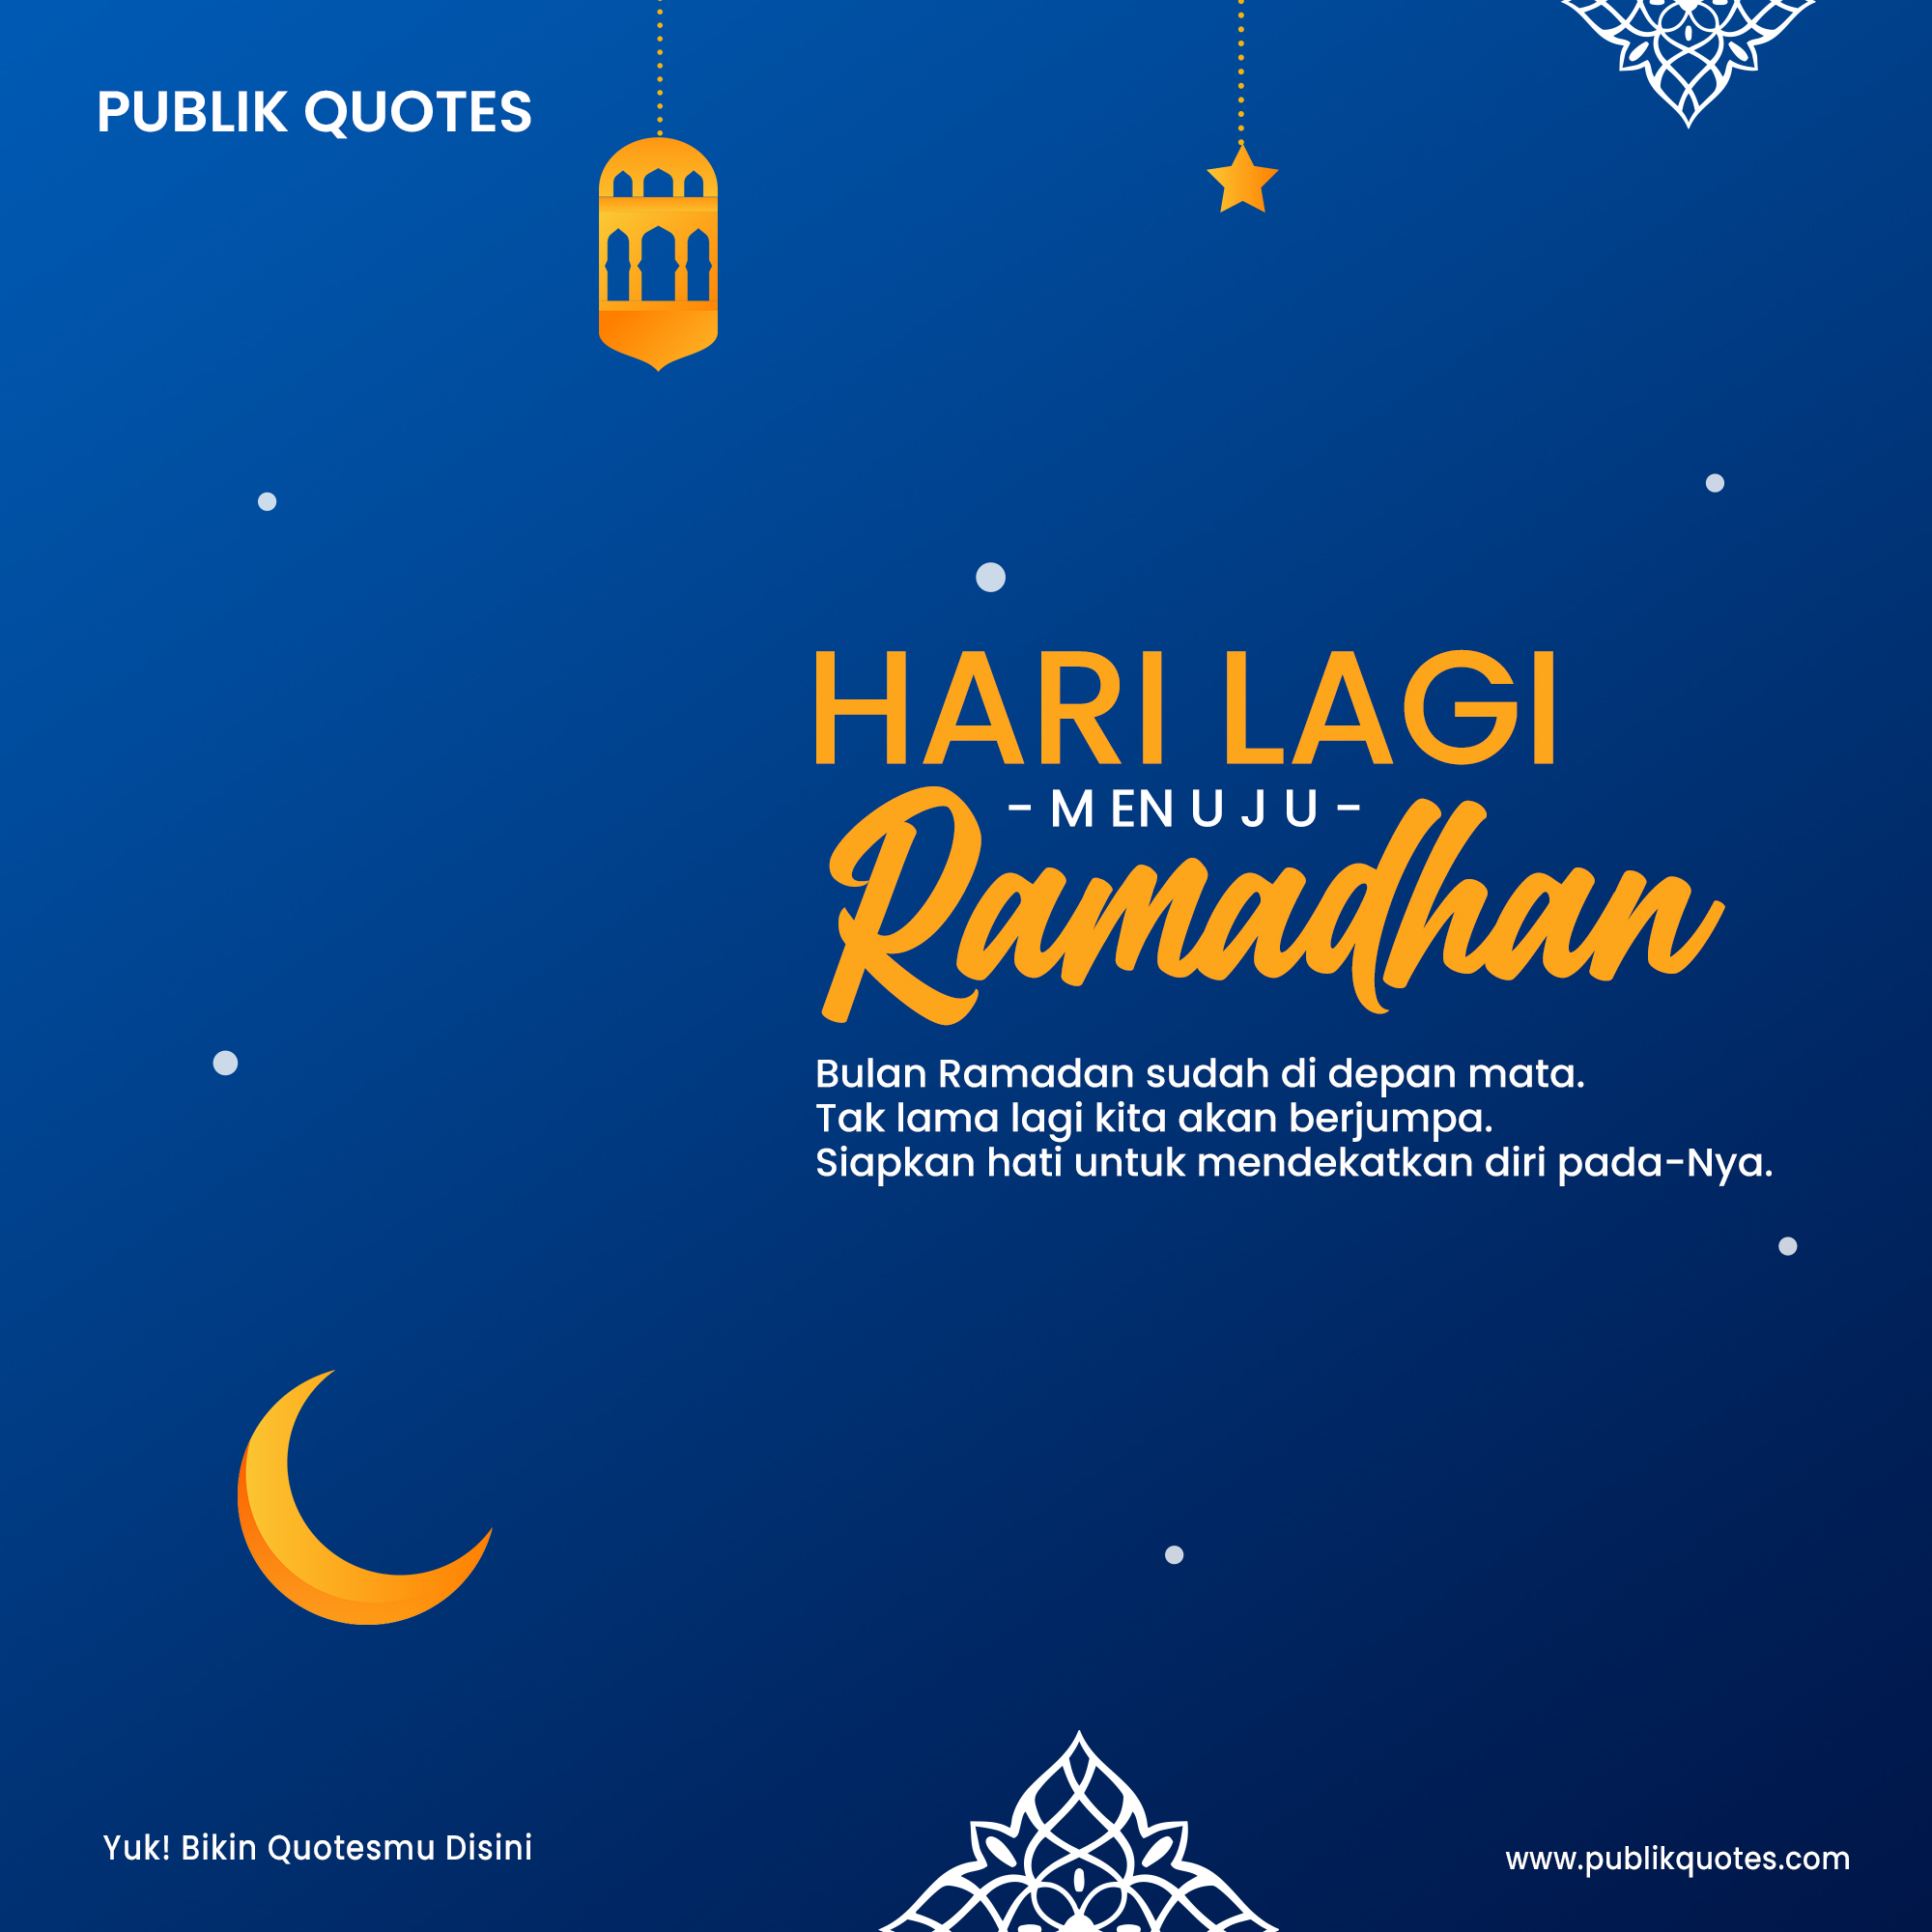 PUBLIK QUOTES
HARI LAGI
- MENUJU -
Ramadhan
Bulan Ramadan sudah di depan mata.
Tak lama lagi kita akan berjumpa.
Siapkan hati untuk mendekatkan diri pada-Nya.
Yuk! Bikin Quotesmu Disini
www.publikquotes.com